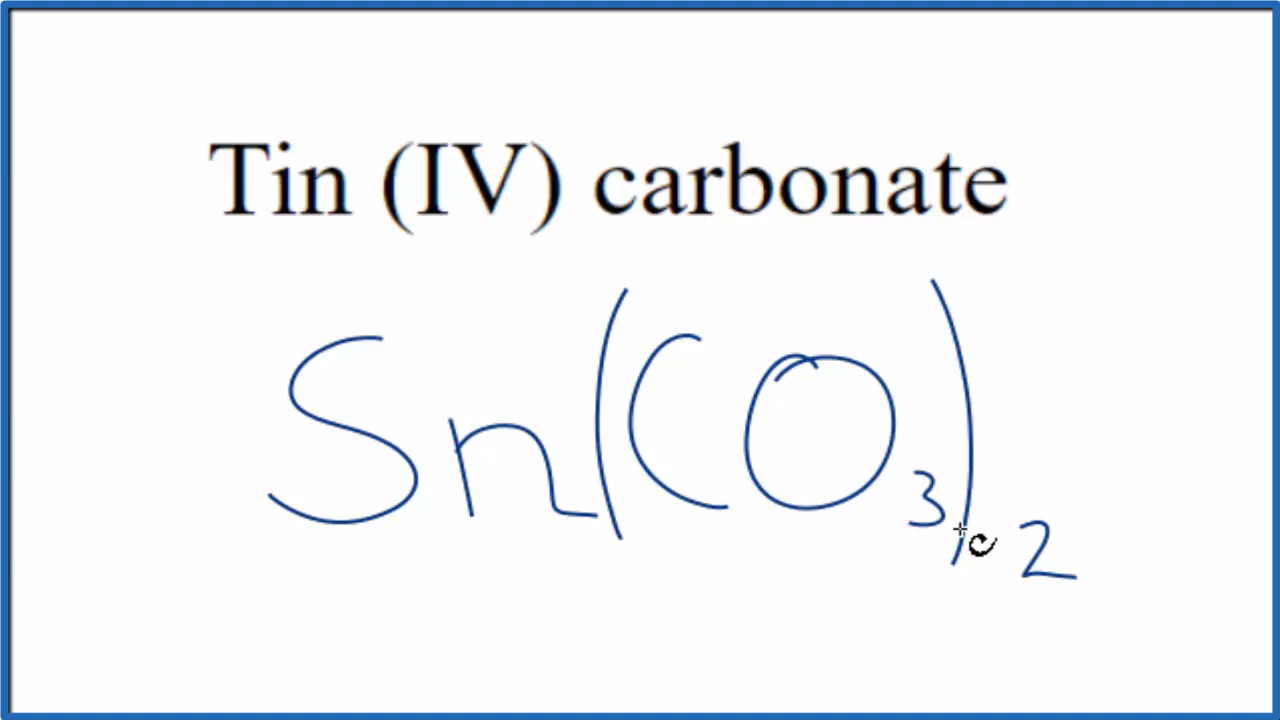 Tin (IV) carbonate
Sn(CO₃)₂